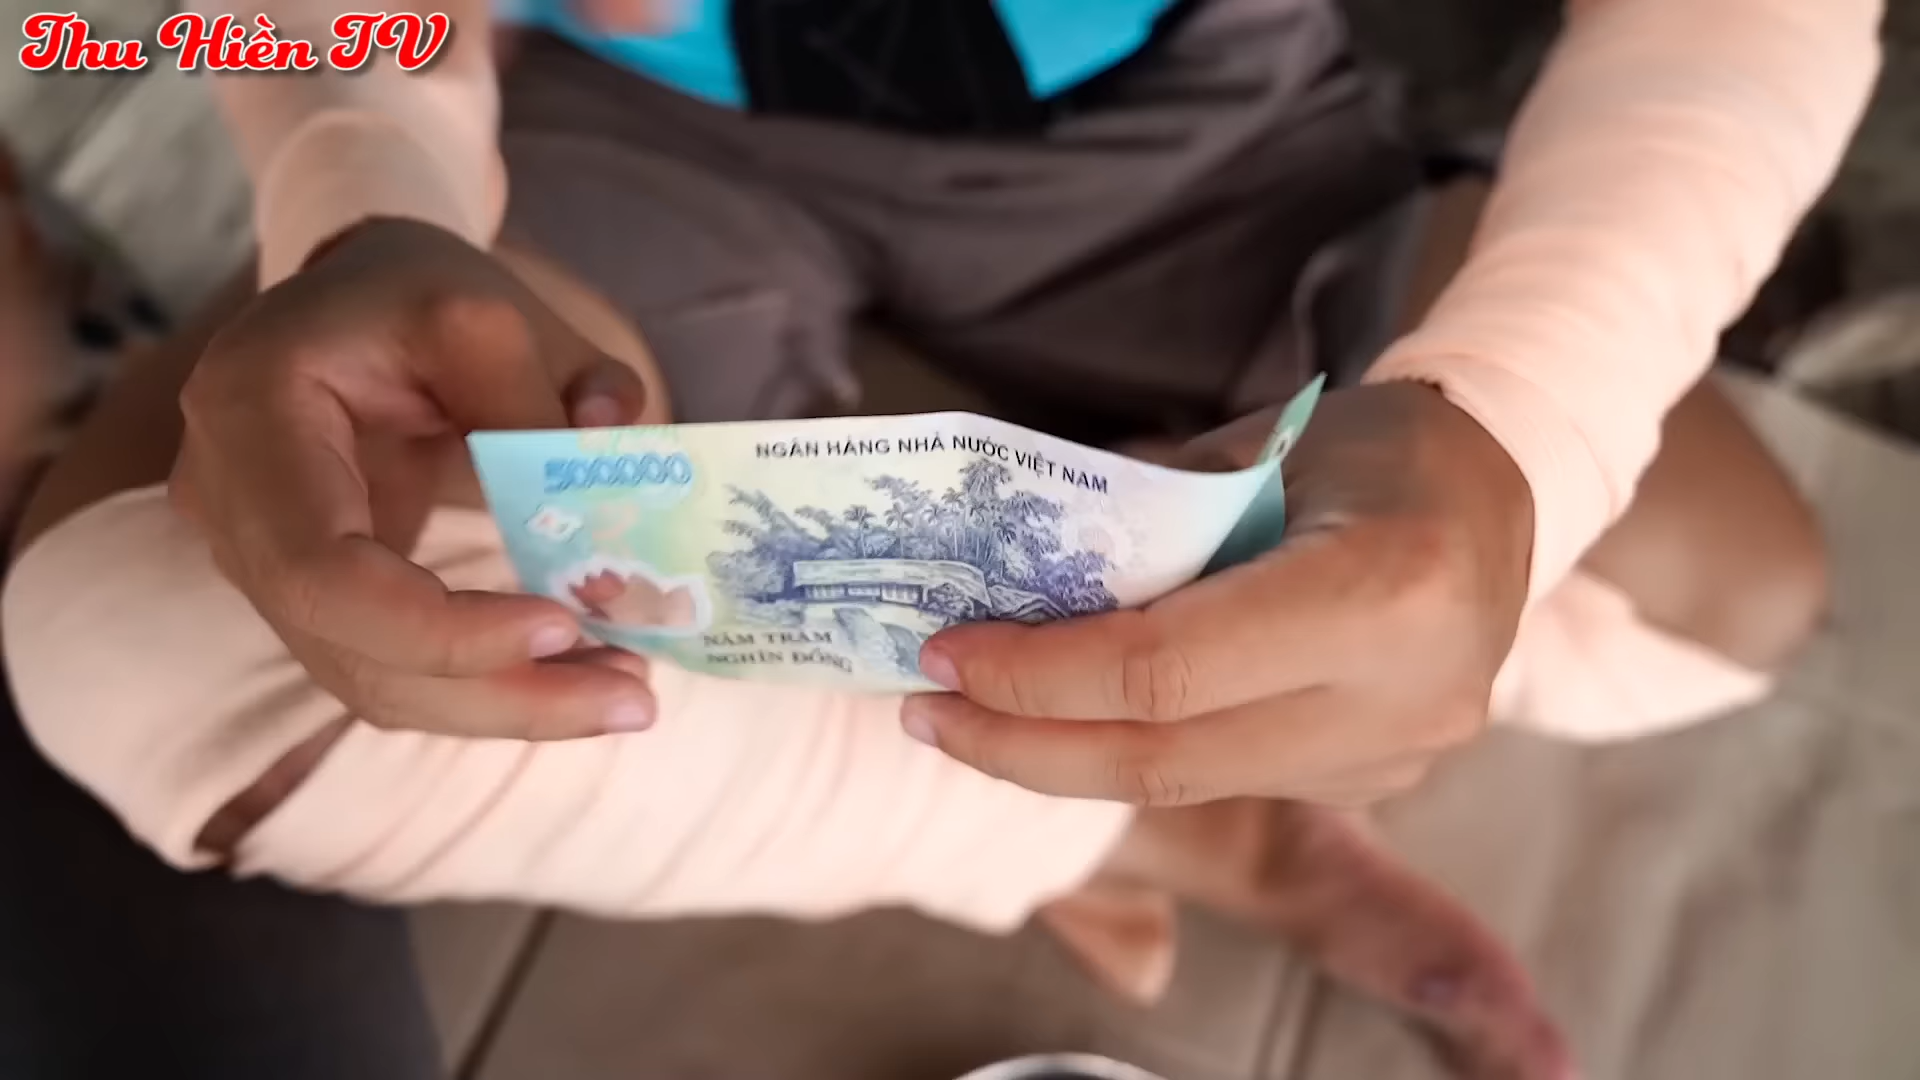 Thu Hiền TV
NGÂN HÀNG NHÀ NƯỚC VIỆT NAM
500000
NĂM TRĂM
NGHÌN ĐỒNG